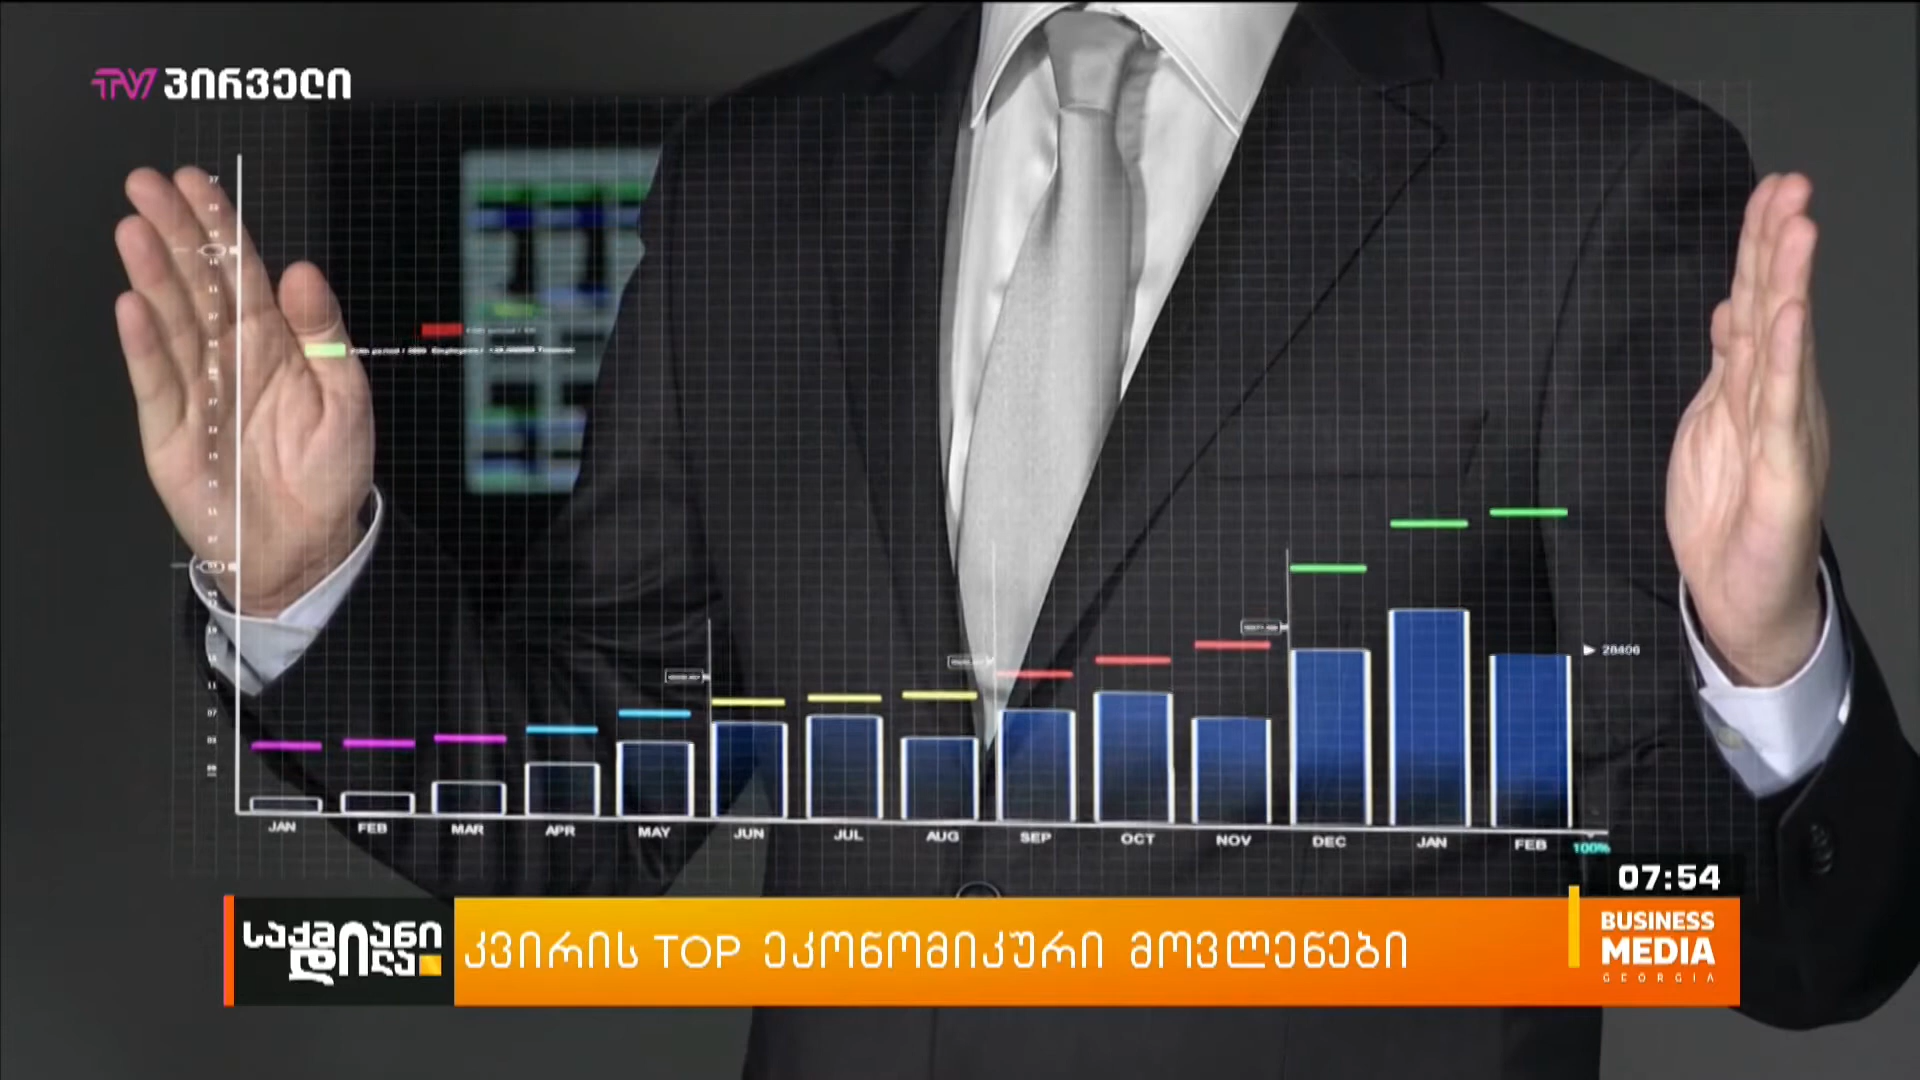 TV პირველი
JAN FEB MAR APR MAY JUN JUL AUG SEP OCT NOV DEC JAN FEB
28406
100%
07:54
საქმიანი
დილა
კვირის TOP ეკონომიკური მოვლენები
BUSINESS
MEDIA
GEORGIA